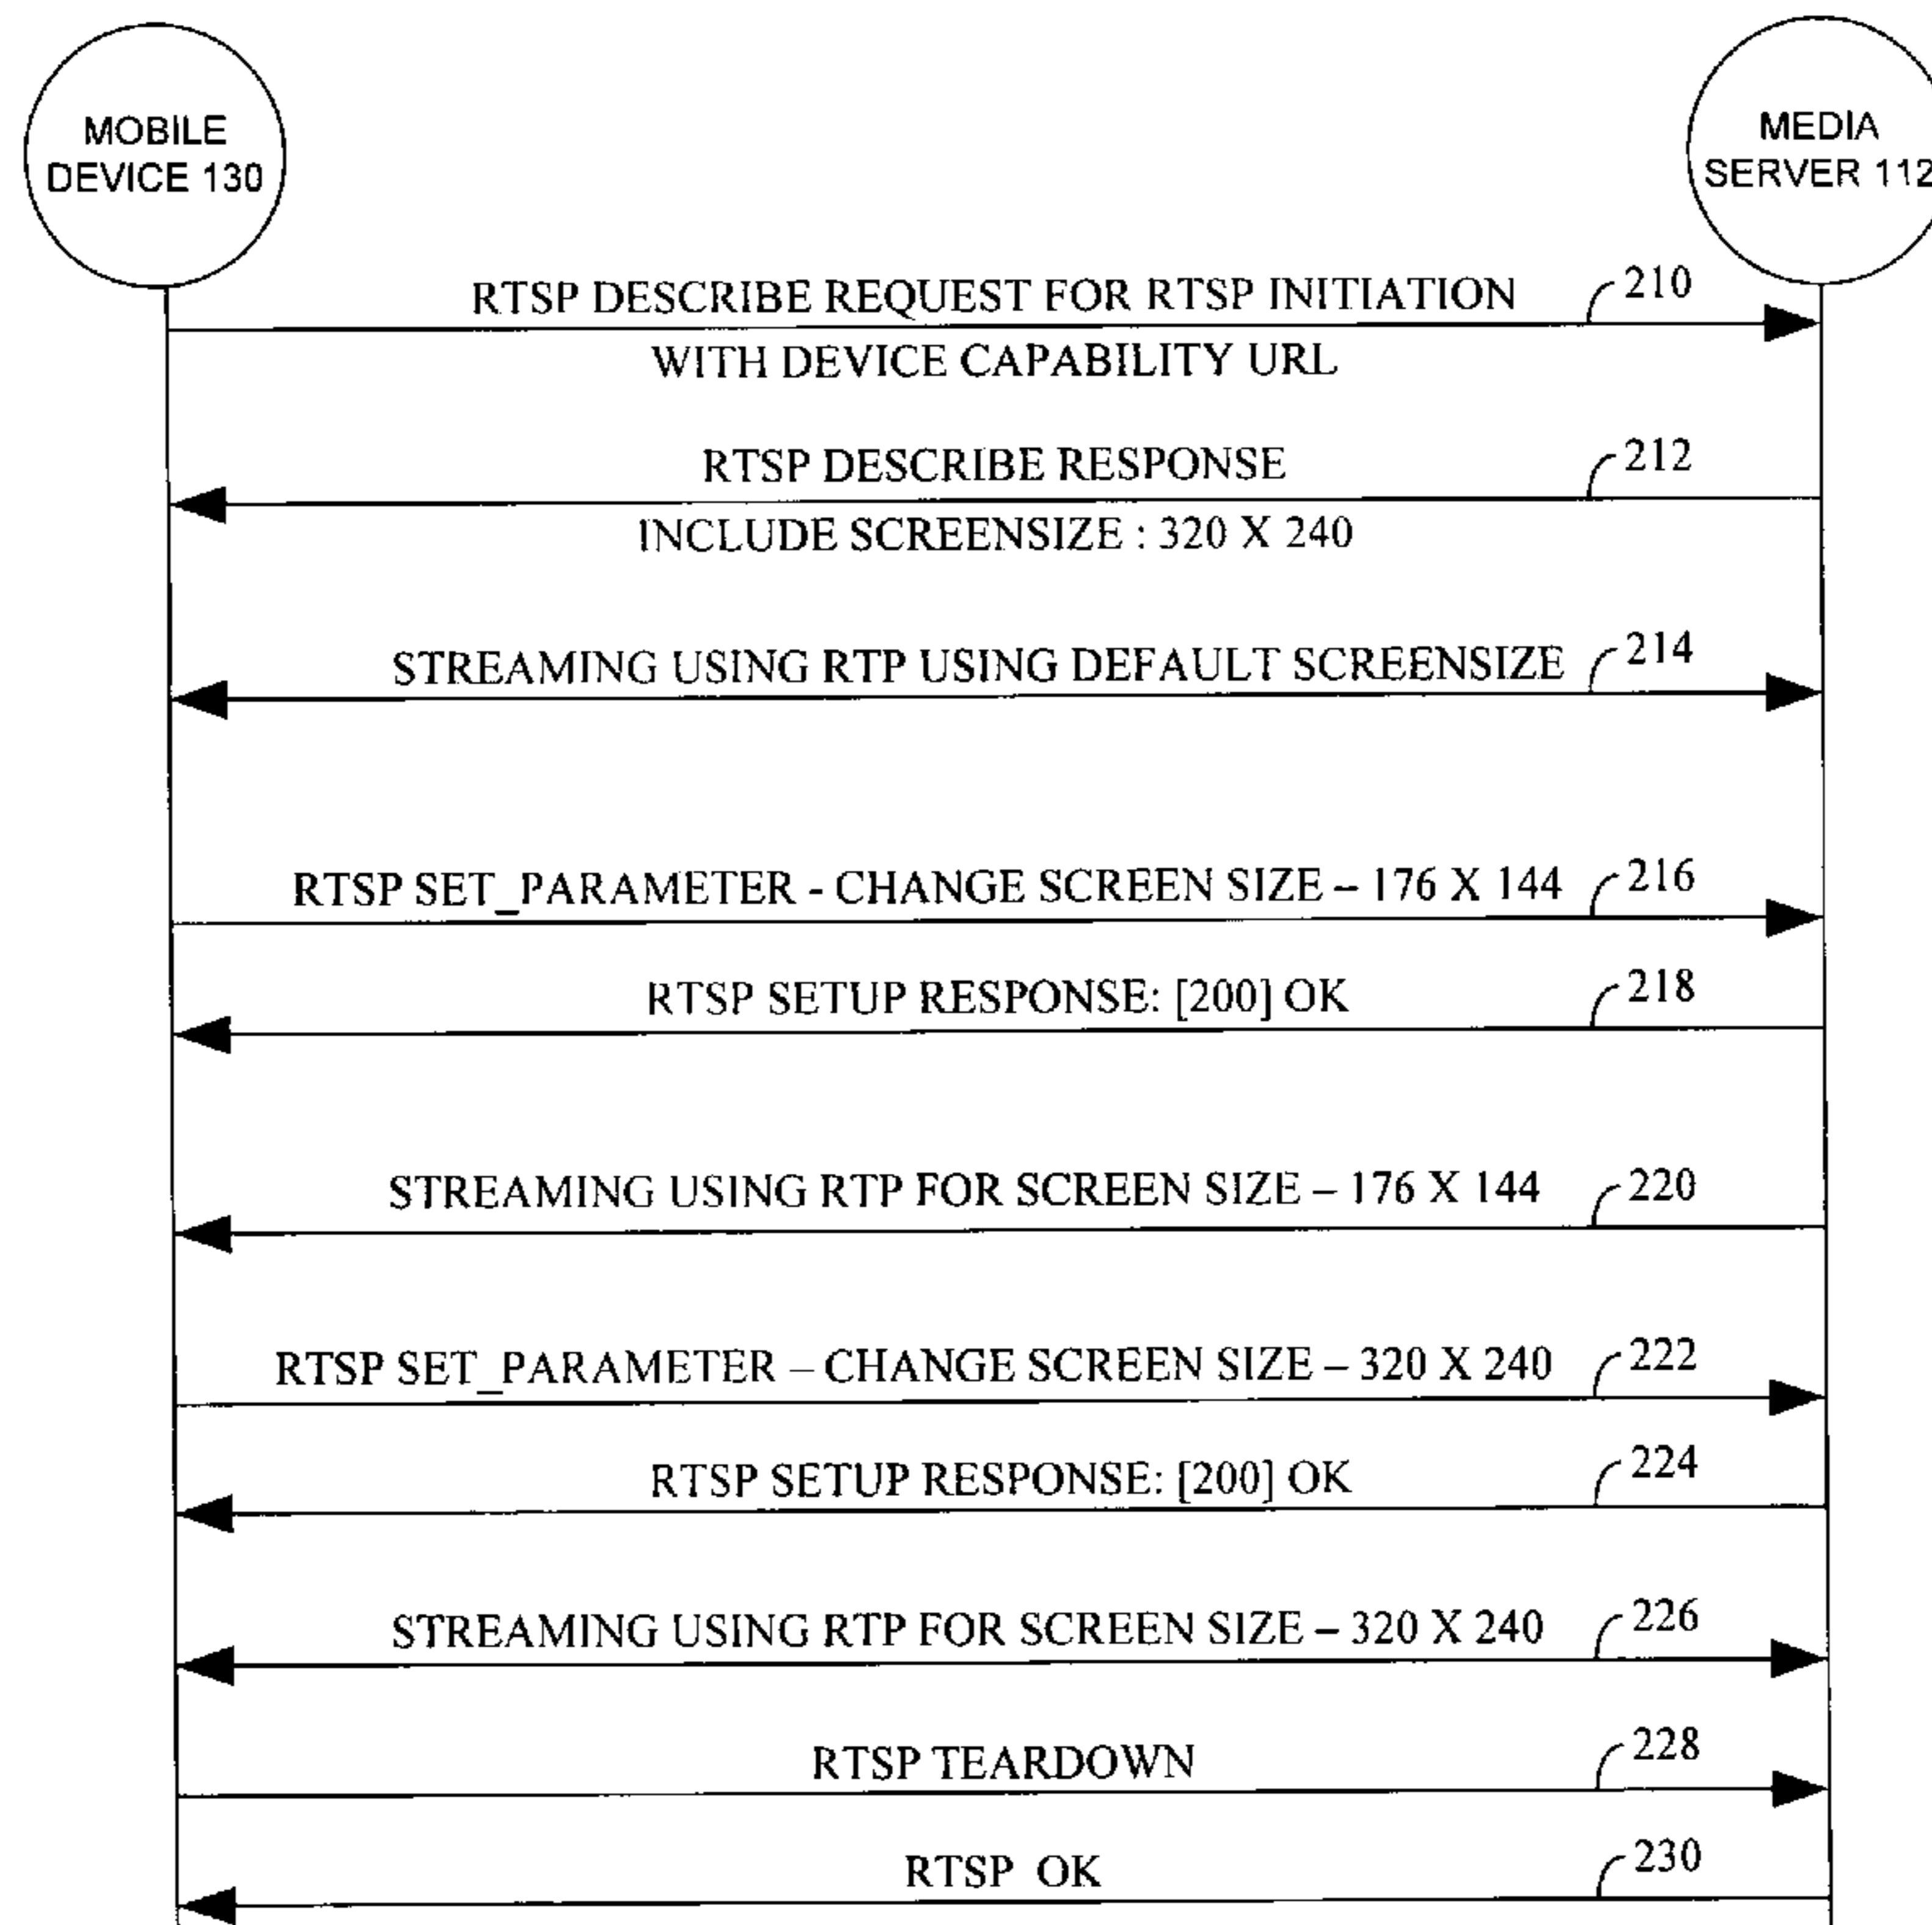 MOBILE
DEVICE 130
MEDIA
SERVER 112
RTSP DESCRIBE REQUEST FOR RTSP INITIATION 210
WITH DEVICE CAPABILITY URL
RTSP DESCRIBE RESPONSE 212
INCLUDE SCREENSIZE : 320 X 240
STREAMING USING RTP USING DEFAULT SCREENSIZE 214
RTSP SET_PARAMETER - CHANGE SCREEN SIZE – 176 X 144 216
RTSP SETUP RESPONSE: [200] OK 218
STREAMING USING RTP FOR SCREEN SIZE – 176 X 144 220
RTSP SET_PARAMETER – CHANGE SCREEN SIZE – 320 X 240 222
RTSP SETUP RESPONSE: [200] OK 224
STREAMING USING RTP FOR SCREEN SIZE – 320 X 240 226
RTSP TEARDOWN 228
RTSP OK 230